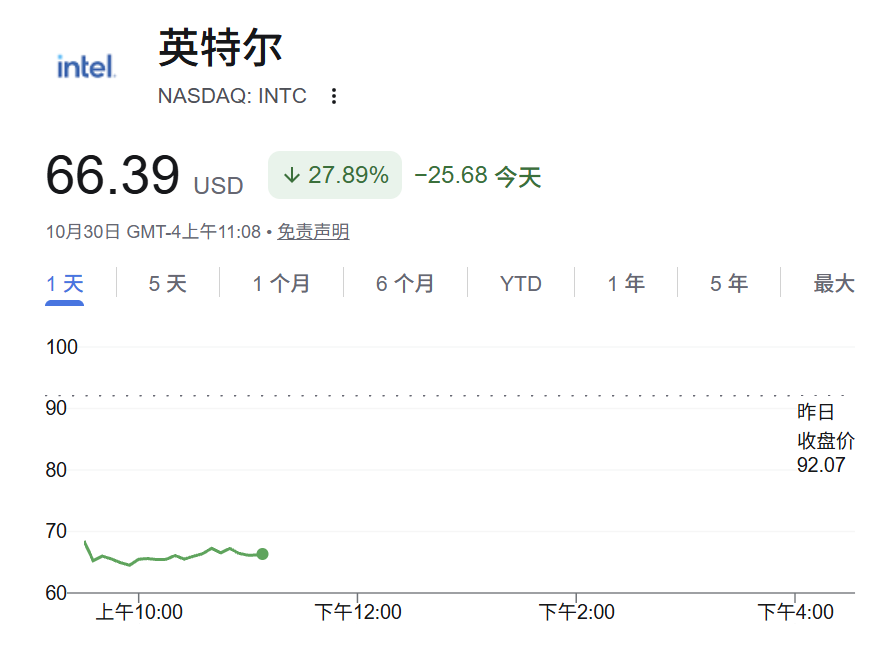 intel.
英特尔
NASDAQ: INTC
66.39 USD ↓ 27.89% −25.68 今天
10月30日 GMT-4上午11:08 • 免责声明
1 天 5 天 1 个月 6 个月 YTD 1 年 5 年 最大
100
90
昨日
收盘价
92.07
80
70
60
上午10:00 下午12:00 下午2:00 下午4:00